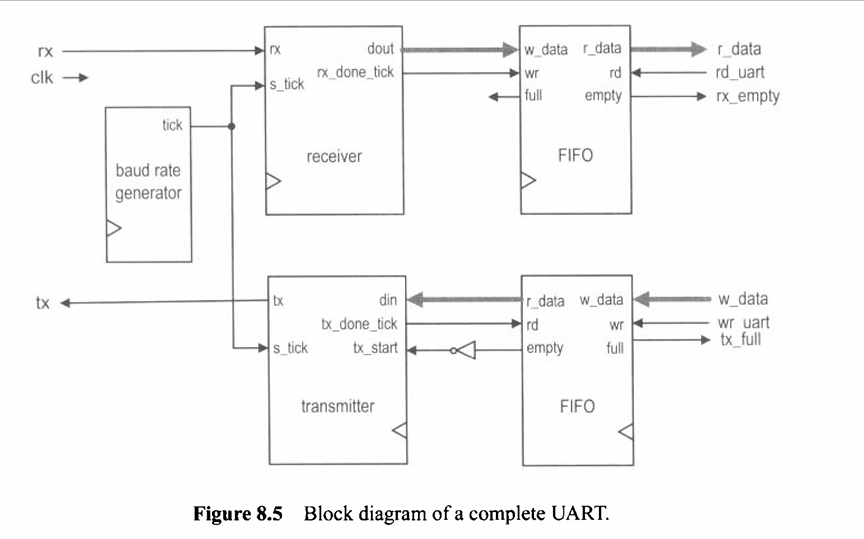 rx
clk
rx dout
rx_done_tick
s_tick
receiver
w_data r_data
wr rd
full empty
FIFO
r_data
rd_uart
rx_empty
tick
baud rate
generator
tx
tx din
tx_done_tick
s_tick tx_start
transmitter
r_data w_data
rd wr
empty full
FIFO
w_data
wr uart
tx_full
Figure 8.5 Block diagram of a complete UART.